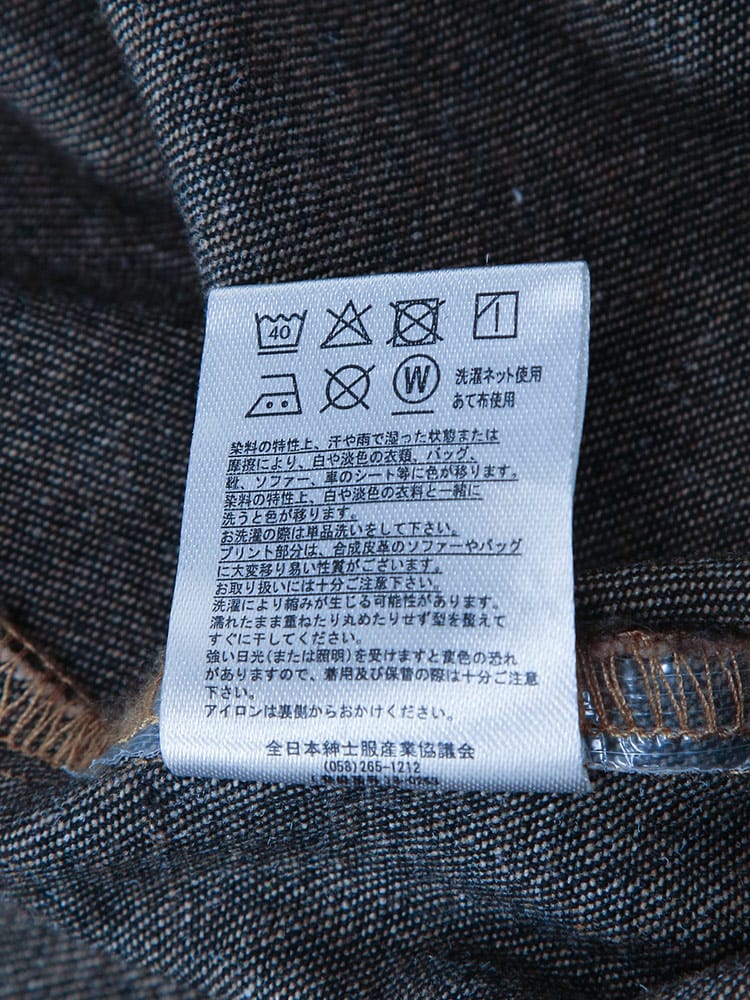 40
W
洗濯ネット使用
あて布使用
染料の特性上、汗や雨で湿った状態または
摩擦により、白や淡色の衣類、バッグ、
靴、ソファー、車のシート等に色が移ります。
染料の特性上、白や淡色の衣料と一緒に
洗うと色が移ります。
お洗濯の際は単品洗いをして下さい。
プリント部分は、合成皮革のソファーやバッグ
に大変移り易い性質がございます。
お取り扱いには十分ご注意下さい。
洗濯により縮みが生じる可能性があります。
濡れたまま重ねたり丸めたりせず型を整えて
すぐに干してください。
強い日光(または照明)を受けますと変色の恐れ
がありますので、着用及び保管の際は十分ご注意
下さい。
アイロンは裏側からおかけください。
全日本紳士服産業協議会
(058)265-1212